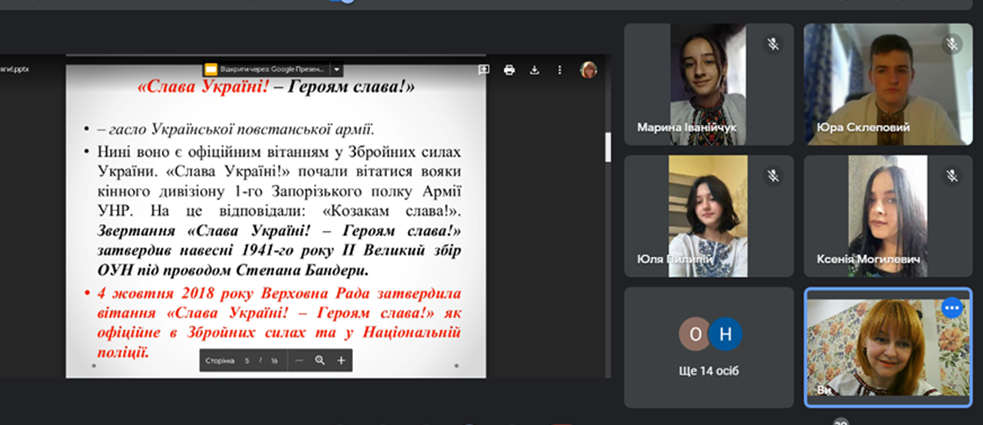 «Слава Україні! – Героям слава!»
• – гасло Української повстанської армії.
• Нині воно є офіційним вітанням у Збройних силах
України. «Слава Україні!» почали вітатися вояки
кінного дивізіону 1-го Запорізького полку Армії
УНР. На це відповідали: «Козакам слава!».
Звертання «Слава Україні! – Героям слава!»
затвердив навесні 1941-го року ІІ Великий збір
ОУН під проводом Степана Бандери.
• 4 жовтня 2018 року Верховна Рада затвердила
вітання «Слава Україні! – Героям слава!» як
офіційне в Збройних силах та у Національній
поліції.
Відкрити через Google Презен...
Сторінка 5 / 16
Марина Іванійчук
Юра Склеповий
Юля
Ксенія Могилевич
О Н
Ще 14 осіб
Ви